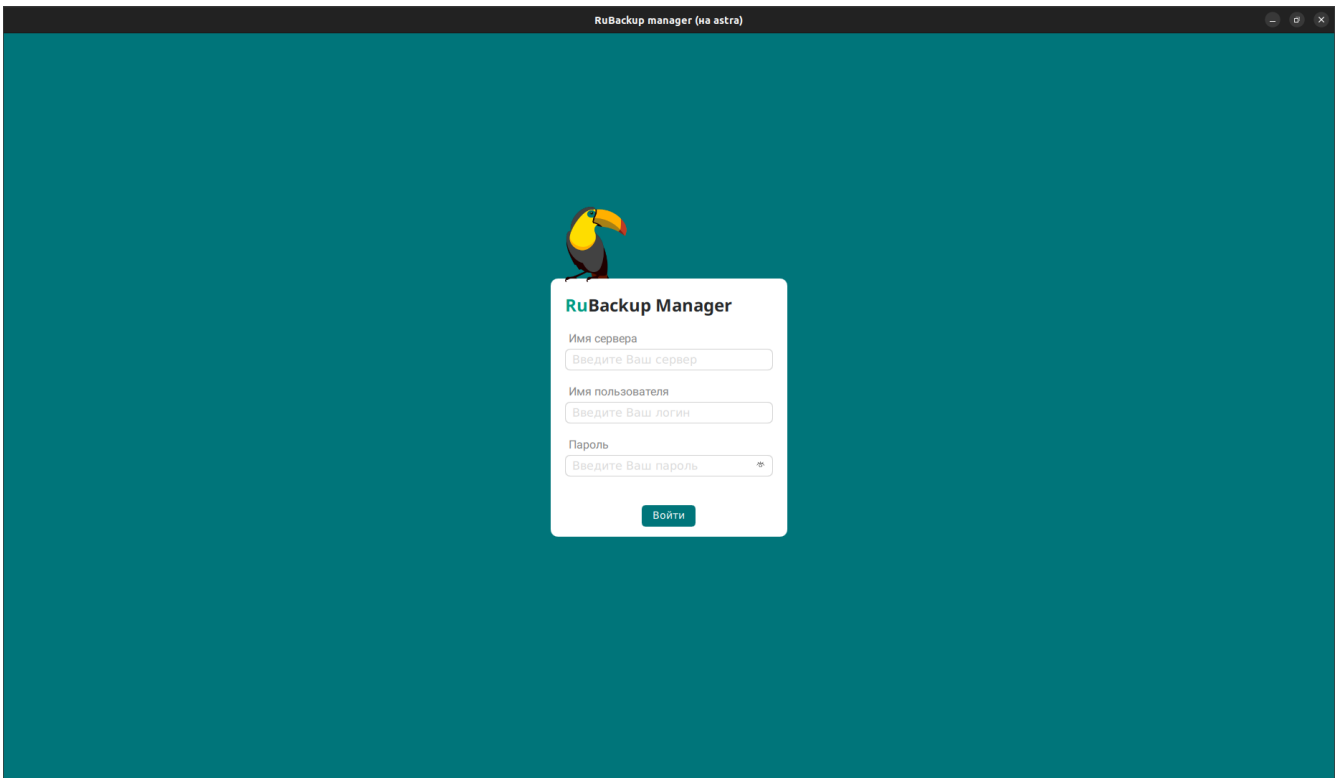 RuBackup manager (на astra)
RuBackup Manager
Имя сервера
Введите Ваш сервер
Имя пользователя
Введите Ваш логин
Пароль
Введите Ваш пароль
Войти